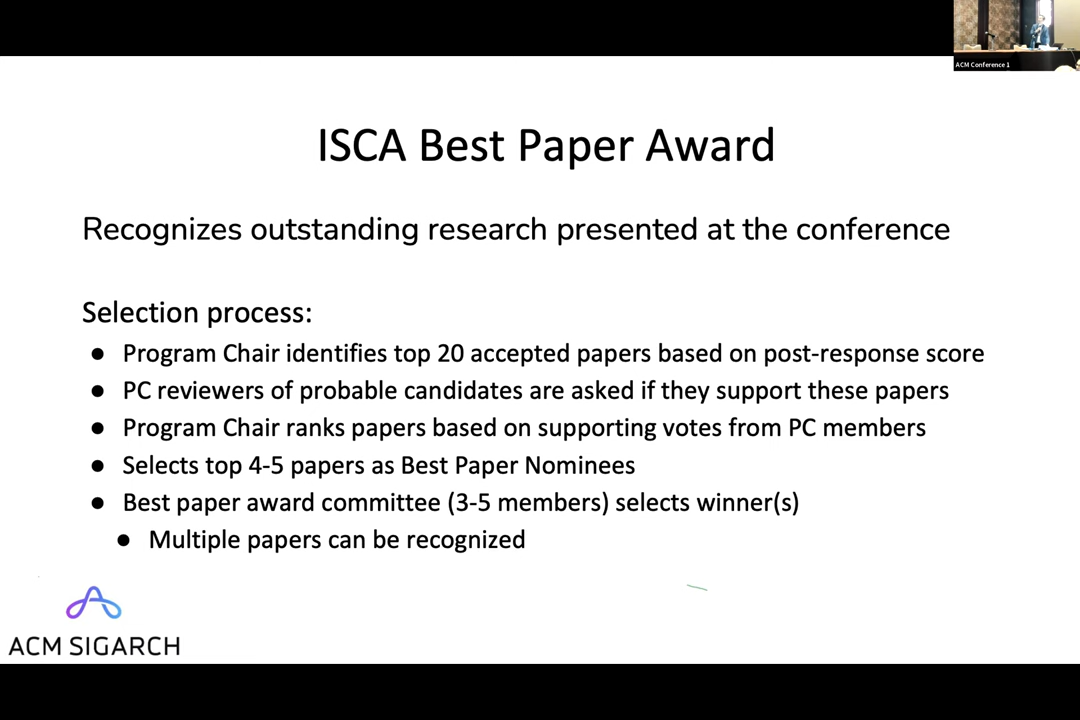 ACM Conference 1
ISCA Best Paper Award
Recognizes outstanding research presented at the conference
Selection process:
● Program Chair identifies top 20 accepted papers based on post-response score
● PC reviewers of probable candidates are asked if they support these papers
● Program Chair ranks papers based on supporting votes from PC members
● Selects top 4-5 papers as Best Paper Nominees
● Best paper award committee (3-5 members) selects winner(s)
● Multiple papers can be recognized
ACM SIGARCH